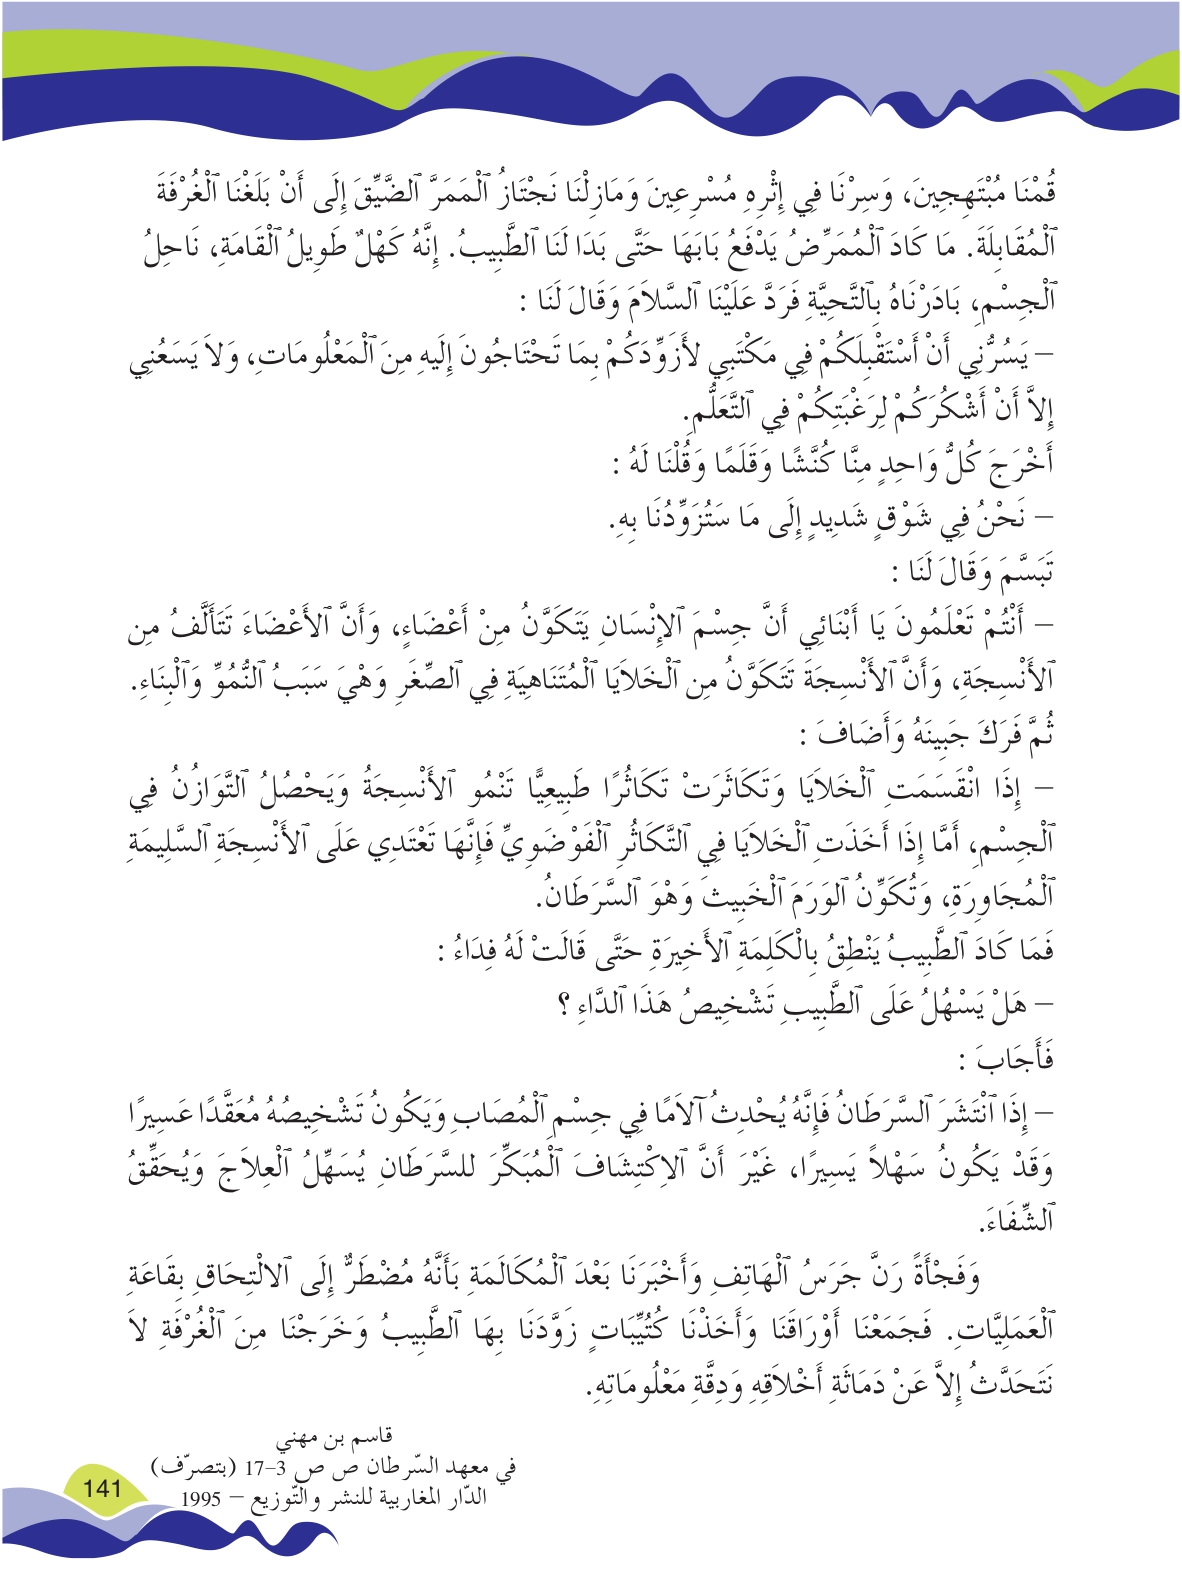 قُمْنَا مُبْتَهِجِينَ، وَسِرْنَا فِي إِثْرِهِ مُسْرِعِينَ وَمَازِلْنَا نَجْتَازُ ٱلْمَمَرَّ ٱلضَّيِّقَ إِلَى أَنْ بَلَغْنَا ٱلْغُرْفَةَ
ٱلْمُقَابِلَةَ. مَا كَادَ ٱلْمُمَرِّضُ يَدْفَعُ بَابَهَا حَتَّى بَدَا لَنَا ٱلطَّبِيبُ. إِنَّهُ كَهْلٌ طَوِيلُ ٱلْقَامَةِ، نَاحِلُ
ٱلْجِسْمِ، بَادَرْنَاهُ بِٱلتَّحِيَّةِ فَرَدَّ عَلَيْنَا ٱلسَّلاَمَ وَقَالَ لَنَا :
– يَسُرُّنِي أَنْ أَسْتَقْبِلَكُمْ فِي مَكْتَبِي لأَزَوِّدَكُمْ بِمَا تَحْتَاجُونَ إِلَيهِ مِنَ ٱلْمَعْلُومَاتِ، وَلاَ يَسَعُنِي
إِلاَّ أَنْ أَشْكُرَكُمْ لِرَغْبَتِكُمْ فِي ٱلتَّعَلُّمِ.
أَخْرَجَ كُلُّ وَاحِدٍ مِنَّا كُنَّشًا وَقَلَمًا وَقُلْنَا لَهُ :
– نَحْنُ فِي شَوْقٍ شَدِيدٍ إِلَى مَا سَتُزَوِّدُنَا بِهِ.
تَبَسَّمَ وَقَالَ لَنَا :
– أَنْتُمْ تَعْلَمُونَ يَا أَبْنَائِي أَنَّ جِسْمَ ٱلإِنْسَانِ يَتَكَوَّنُ مِنْ أَعْضَاءٍ، وَأَنَّ ٱلأَعْضَاءَ تَتَأَلَّفُ مِن
ٱلأَنْسِجَةِ، وَأَنَّ ٱلأَنْسِجَةَ تَتَكَوَّنُ مِن ٱلْخَلاَيَا ٱلْمُتَنَاهِيَةِ فِي ٱلصِّغَرِ وَهْيَ سَبَبُ ٱلنُّمُوِّ وَٱلْبِنَاءِ.
ثُمَّ فَرَكَ جَبِينَهُ وَأَضَافَ :
– إِذَا انْقَسَمَتِ ٱلْخَلاَيَا وَتَكَاثَرَتْ تَكَاثُرًا طَبِيعِيًّا تَنْمُو ٱلأَنْسِجَةُ وَيَحْصُلُ ٱلتَّوَازُنُ فِي
ٱلْجِسْمِ، أَمَّا إِذَا أَخَذَتِ ٱلْخَلاَيَا فِي ٱلتَّكَاثُرِ ٱلْفَوْضَوِيِّ فَإِنَّهَا تَعْتَدِي عَلَى ٱلأَنْسِجَةِ ٱلسَّلِيمَةِ
ٱلْمُجَاوِرَةِ، وَتُكَوِّنُ ٱلوَرَمَ ٱلْخَبِيثَ وَهْوَ ٱلسَّرَطَانُ.
فَمَا كَادَ ٱلطَّبِيبُ يَنْطِقُ بِالْكَلِمَةِ ٱلأَخِيرَةِ حَتَّى قَالَتْ لَهُ فِدَاءُ :
– هَلْ يَسْهُلُ عَلَى ٱلطَّبِيبِ تَشْخِيصُ هَذَا ٱلدَّاءِ ؟
فَأَجَابَ :
– إِذَا ٱنْتَشَرَ ٱلسَّرَطَانُ فَإِنَّهُ يُحْدِثُ آلاَمًا فِي جِسْمِ ٱلْمُصَابِ وَيَكُونُ تَشْخِيصُهُ مُعَقَّدًا عَسِيرًا
وَقَدْ يَكُونُ سَهْلاً يَسِيرًا، غَيْرَ أَنَّ ٱلاِكْتِشَافَ ٱلْمُبَكِّرَ للسَّرَطَانِ يُسَهِّلُ ٱلْعِلاَجَ وَيُحَقِّقُ
ٱلشِّفَاءَ.
وَفَجْأَةً رَنَّ جَرَسُ ٱلْهَاتِفِ وَأَخْبَرَنَا بَعْدَ ٱلْمُكَالَمَةِ بَأَنَّهُ مُضْطَرٌّ إِلَى ٱلالْتِحَاقِ بِقَاعَةِ
ٱلْعَمَلِيَّاتِ. فَجَمَعْنَا أَوْرَاقَنَا وَأَخَذْنَا كُتُيِّبَاتٍ زَوَّدَنَا بِهَا ٱلطَّبِيبُ وَخَرَجْنَا مِنَ ٱلْغُرْفَةِ لاَ
نَتَحَدَّثُ إِلاَّ عَنْ دَمَاثَةِ أَخْلاَقِهِ وَدِقَّةِ مَعْلُومَاتِهِ.
قاسم بن مهني
في معهد السّرطان ص ص 3–17 (بتصرّف)
الدّار المغاربية للنشر والتّوزيع – 1995
141